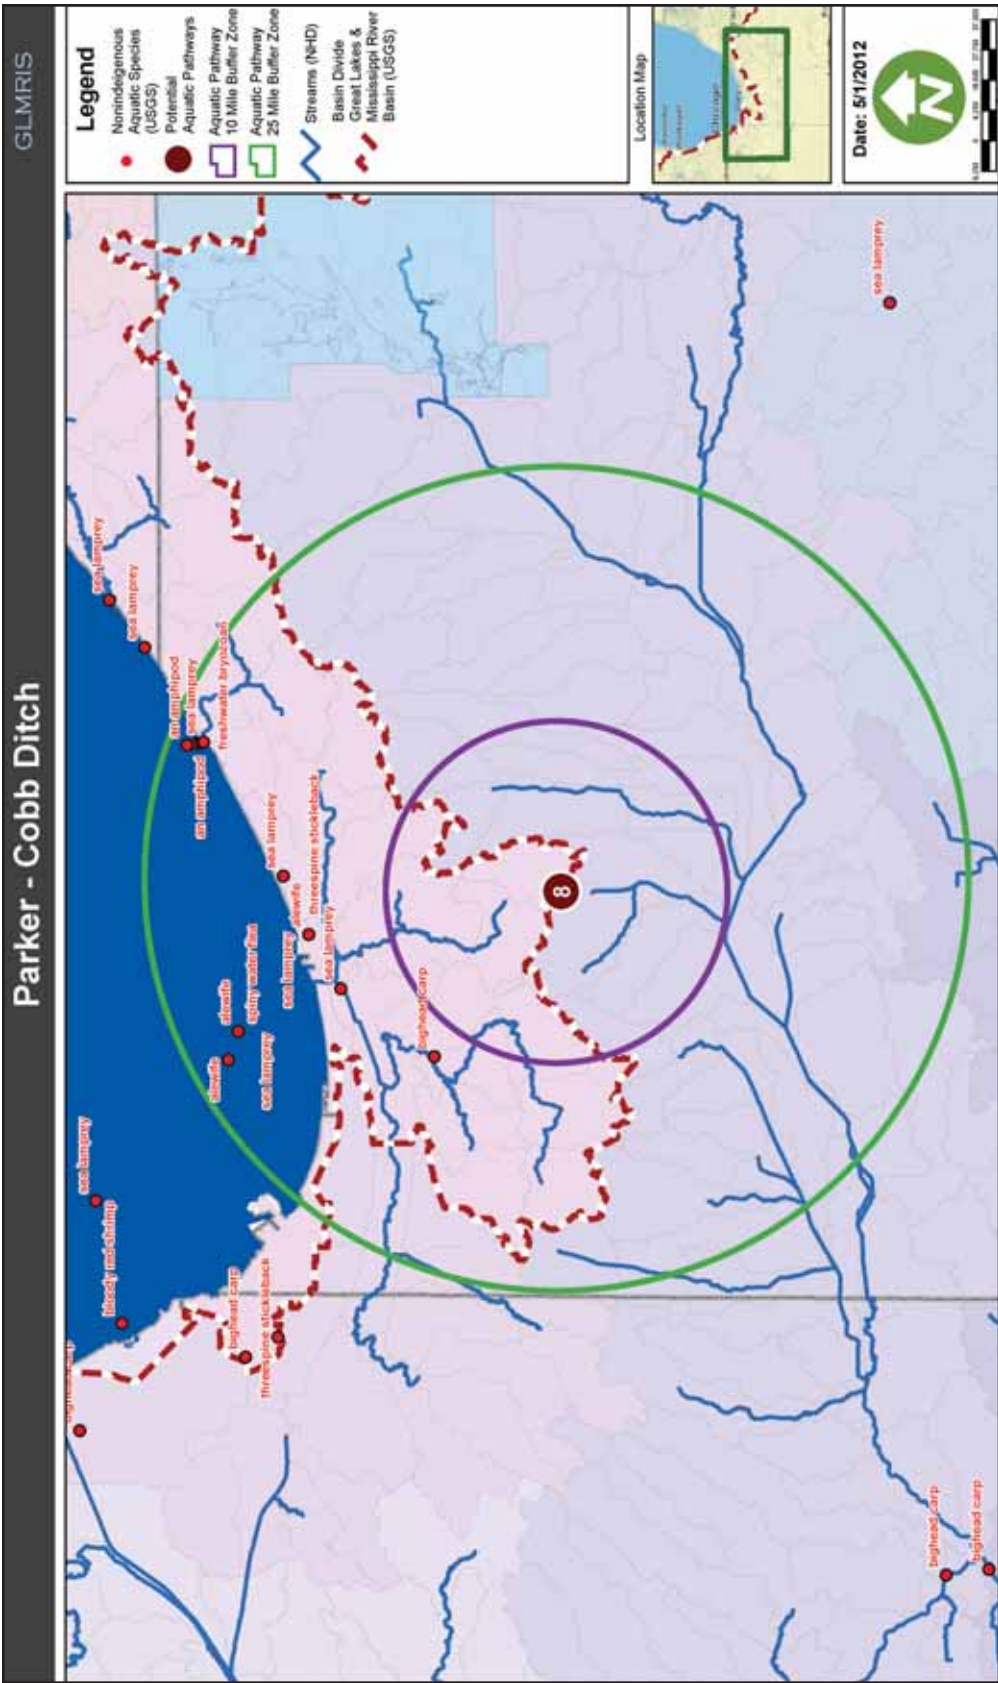 Parker - Cobb Ditch
GLMRIS
Legend
Nonindeigenous
Aquatic Species
(USGS)
Potential
Aquatic Pathways
Aquatic Pathway
10 Mile Buffer Zone
Aquatic Pathway
25 Mile Buffer Zone
Streams (NHD)
Basin Divide
Great Lakes &
Mississippi River
Basin (USGS)
Location Map
Date: 5/1/2012
N
sea lamprey
bloody red shrimp
bighead carp
threespine stickleback
alewife
alewife
spiny water flea
sea lamprey
sea lamprey
sea lamprey
alewife
threespine stickleback
sea lamprey
an amphipod
an amphipod
sea lamprey
freshwater bryozoan
sea lamprey
sea lamprey
bighead carp
8
sea lamprey
bighead carp
bighead carp